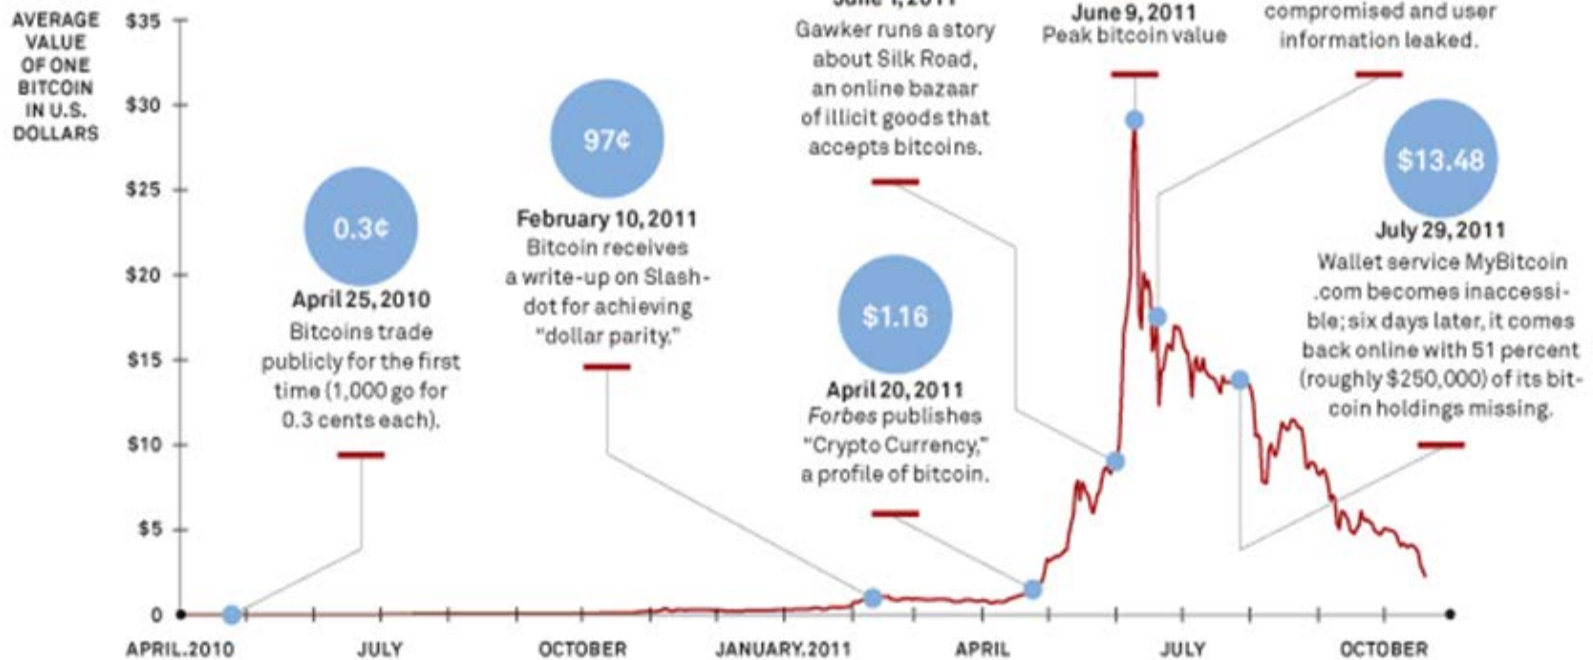 AVERAGE
VALUE
OF ONE
BITCOIN
IN U.S.
DOLLARS
$35
$30
$25
$20
$15
$10
$5
0
0.3¢
April 25, 2010
Bitcoins trade
publicly for the first
time (1,000 go for
0.3 cents each).
97¢
February 10, 2011
Bitcoin receives
a write-up on Slash-
dot for achieving
“dollar parity.”
June 1, 2011
Gawker runs a story
about Silk Road,
an online bazaar
of illicit goods that
accepts bitcoins.
$1.16
April 20, 2011
Forbes publishes
“Crypto Currency,”
a profile of bitcoin.
June 9, 2011
Peak bitcoin value
compromised and user
information leaked.
$13.48
July 29, 2011
Wallet service MyBitcoin
.com becomes inaccessi-
ble; six days later, it comes
back online with 51 percent
(roughly $250,000) of its bit-
coin holdings missing.
APRIL.2010
JULY
OCTOBER
JANUARY.2011
APRIL
JULY
OCTOBER